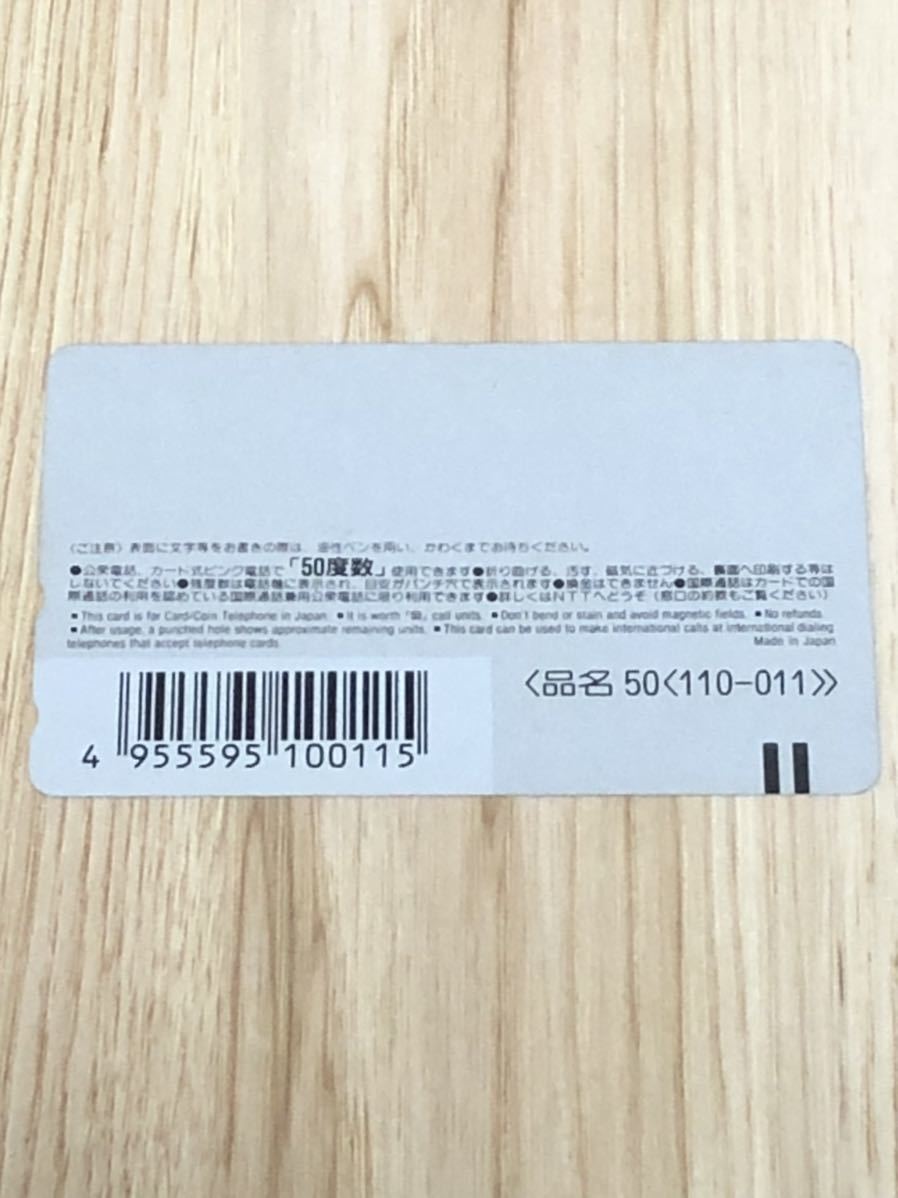 〈ご注意〉表面に文字等をお書きの際は、油性ペンを用い、かわくまでお待ちください。
●公衆電話、カード式ピンク電話で「50度数」使用できます●折り曲げる、汚す、磁気に近づける、裏面へ印刷する等は
しないでください●残度数は電話機に表示され、目安がパンチ穴で表示されます●換金はできません●国際通話はカードでの国
際通話の利用を認めている国際通話兼用公衆電話に限り利用できます●詳しくはNTTへどうぞ（窓口の約款もご覧ください）
■ This card is for Card/Coin Telephone in Japan. ■ It is worth「50」call units. ■ Don't bend or stain and avoid magnetic fields. ■ No refunds.
■ After usage, a punched hole shows approximate remaining units. ■ This card can be used to make international calls at international dialing
telephones that accept telephone cards. Made in Japan
〈品名 50〈110-011〉〉
4 955595 100115